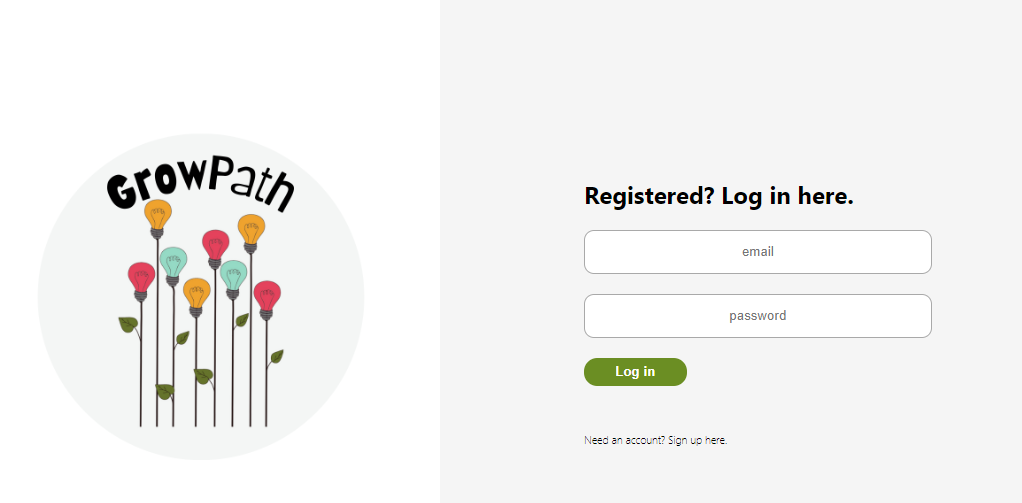 GrowPath
Registered? Log in here.
email
password
Log in
Need an account? Sign up here.